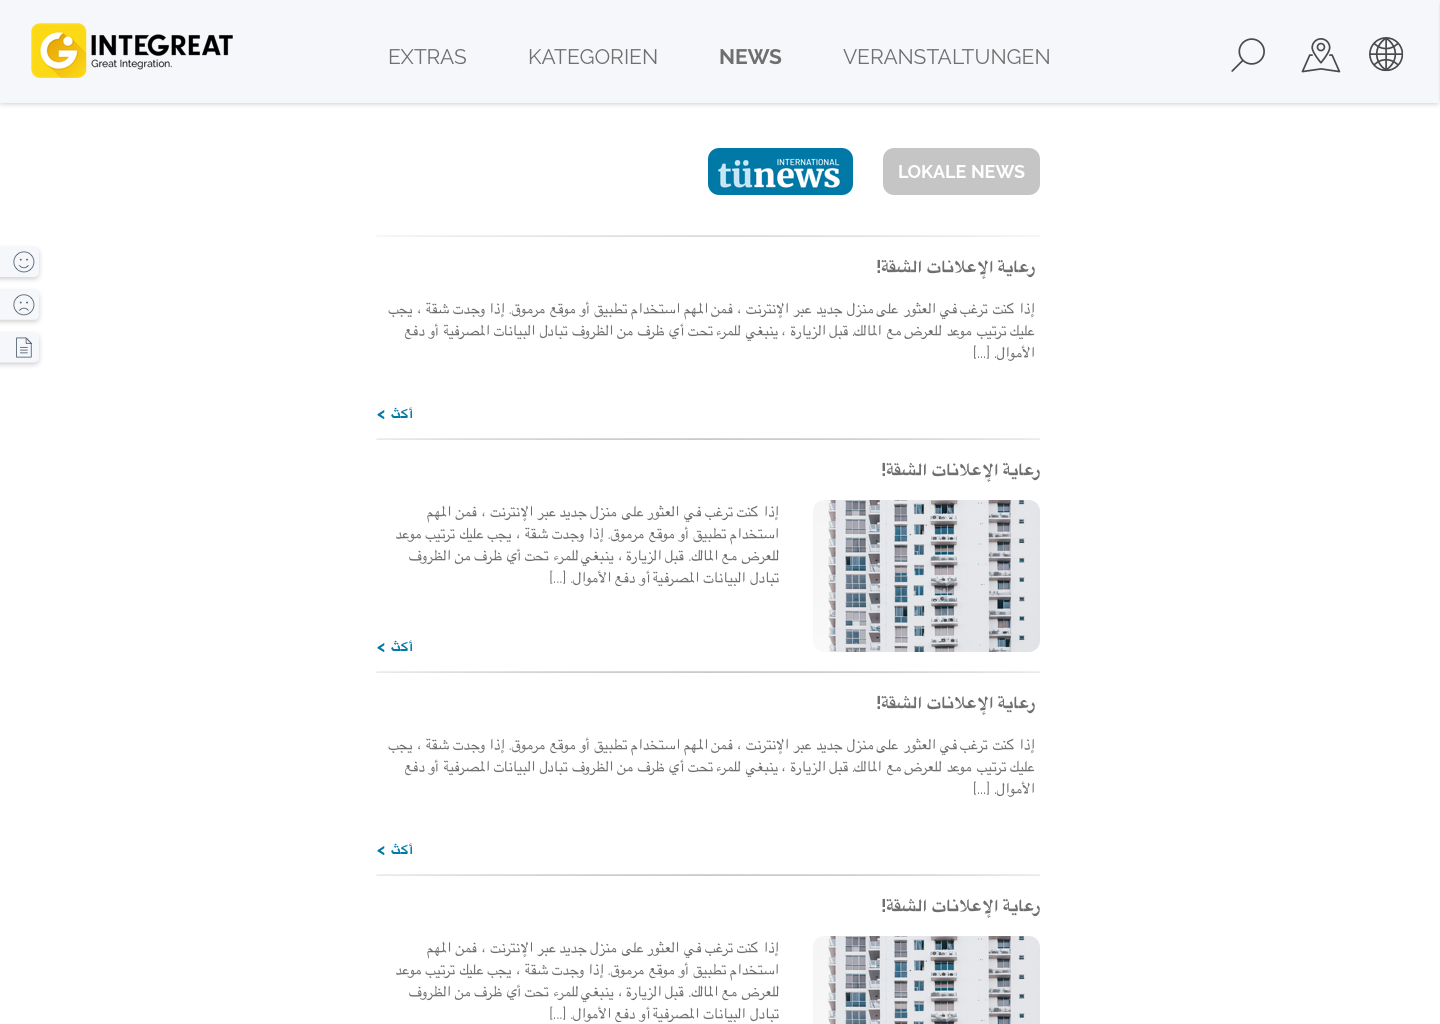 INTEGREAT
Great Integration.
EXTRAS
KATEGORIEN
NEWS
VERANSTALTUNGEN
tünews INTERNATIONAL
LOKALE NEWS
رعاية الإعلانات الشقة!
إذا كنت ترغب في العثور على منزل جديد عبر الإنترنت ، فمن المهم استخدام تطبيق أو موقع مرموق. إذا وجدت شقة ، يجب
عليك ترتيب موعد للعرض مع المالك. قبل الزيارة ، ينبغي للمرء تحت أي ظرف من الظروف تبادل البيانات المصرفية أو دفع
الأموال. [...]
أكث >
رعاية الإعلانات الشقة!
إذا كنت ترغب في العثور على منزل جديد عبر الإنترنت ، فمن المهم
استخدام تطبيق أو موقع مرموق. إذا وجدت شقة ، يجب عليك ترتيب موعد
للعرض مع المالك. قبل الزيارة ، ينبغي للمرء تحت أي ظرف من الظروف
تبادل البيانات المصرفية أو دفع الأموال. [...]
أكث >
رعاية الإعلانات الشقة!
إذا كنت ترغب في العثور على منزل جديد عبر الإنترنت ، فمن المهم استخدام تطبيق أو موقع مرموق. إذا وجدت شقة ، يجب
عليك ترتيب موعد للعرض مع المالك. قبل الزيارة ، ينبغي للمرء تحت أي ظرف من الظروف تبادل البيانات المصرفية أو دفع
الأموال. [...]
أكث >
رعاية الإعلانات الشقة!
إذا كنت ترغب في العثور على منزل جديد عبر الإنترنت ، فمن المهم
استخدام تطبيق أو موقع مرموق. إذا وجدت شقة ، يجب عليك ترتيب موعد
للعرض مع المالك. قبل الزيارة ، ينبغي للمرء تحت أي ظرف من الظروف
تبادل البيانات المصرفية أو دفع الأموال. [...]